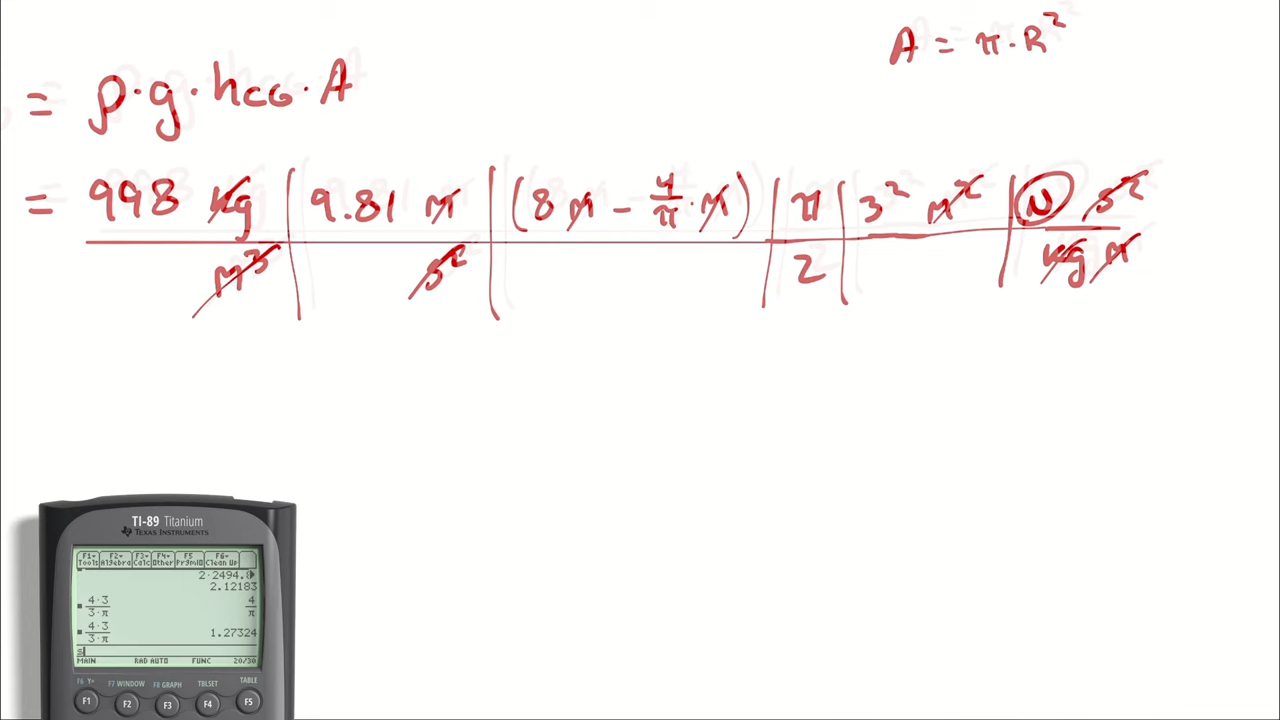 A = π·R²
= ρ·g·hCG·A
= 998 kg | 9.81 m | (8 m - 4/π·m) | π | 3² m² | N s²
m³ s² 2 kg m
TI-89 Titanium
TEXAS INSTRUMENTS
F1 Tools F2 Algebra F3 Calc F4 Other F5 PrgmIO F6 Clean Up
2·2494.
2.12183
4·3/3·π 4/π
4·3/3·π 1.27324
MAIN RAD AUTO FUNC 20/30
F6 Y= F7 WINDOW F8 GRAPH TBLSET TABLE
F1 F2 F3 F4 F5